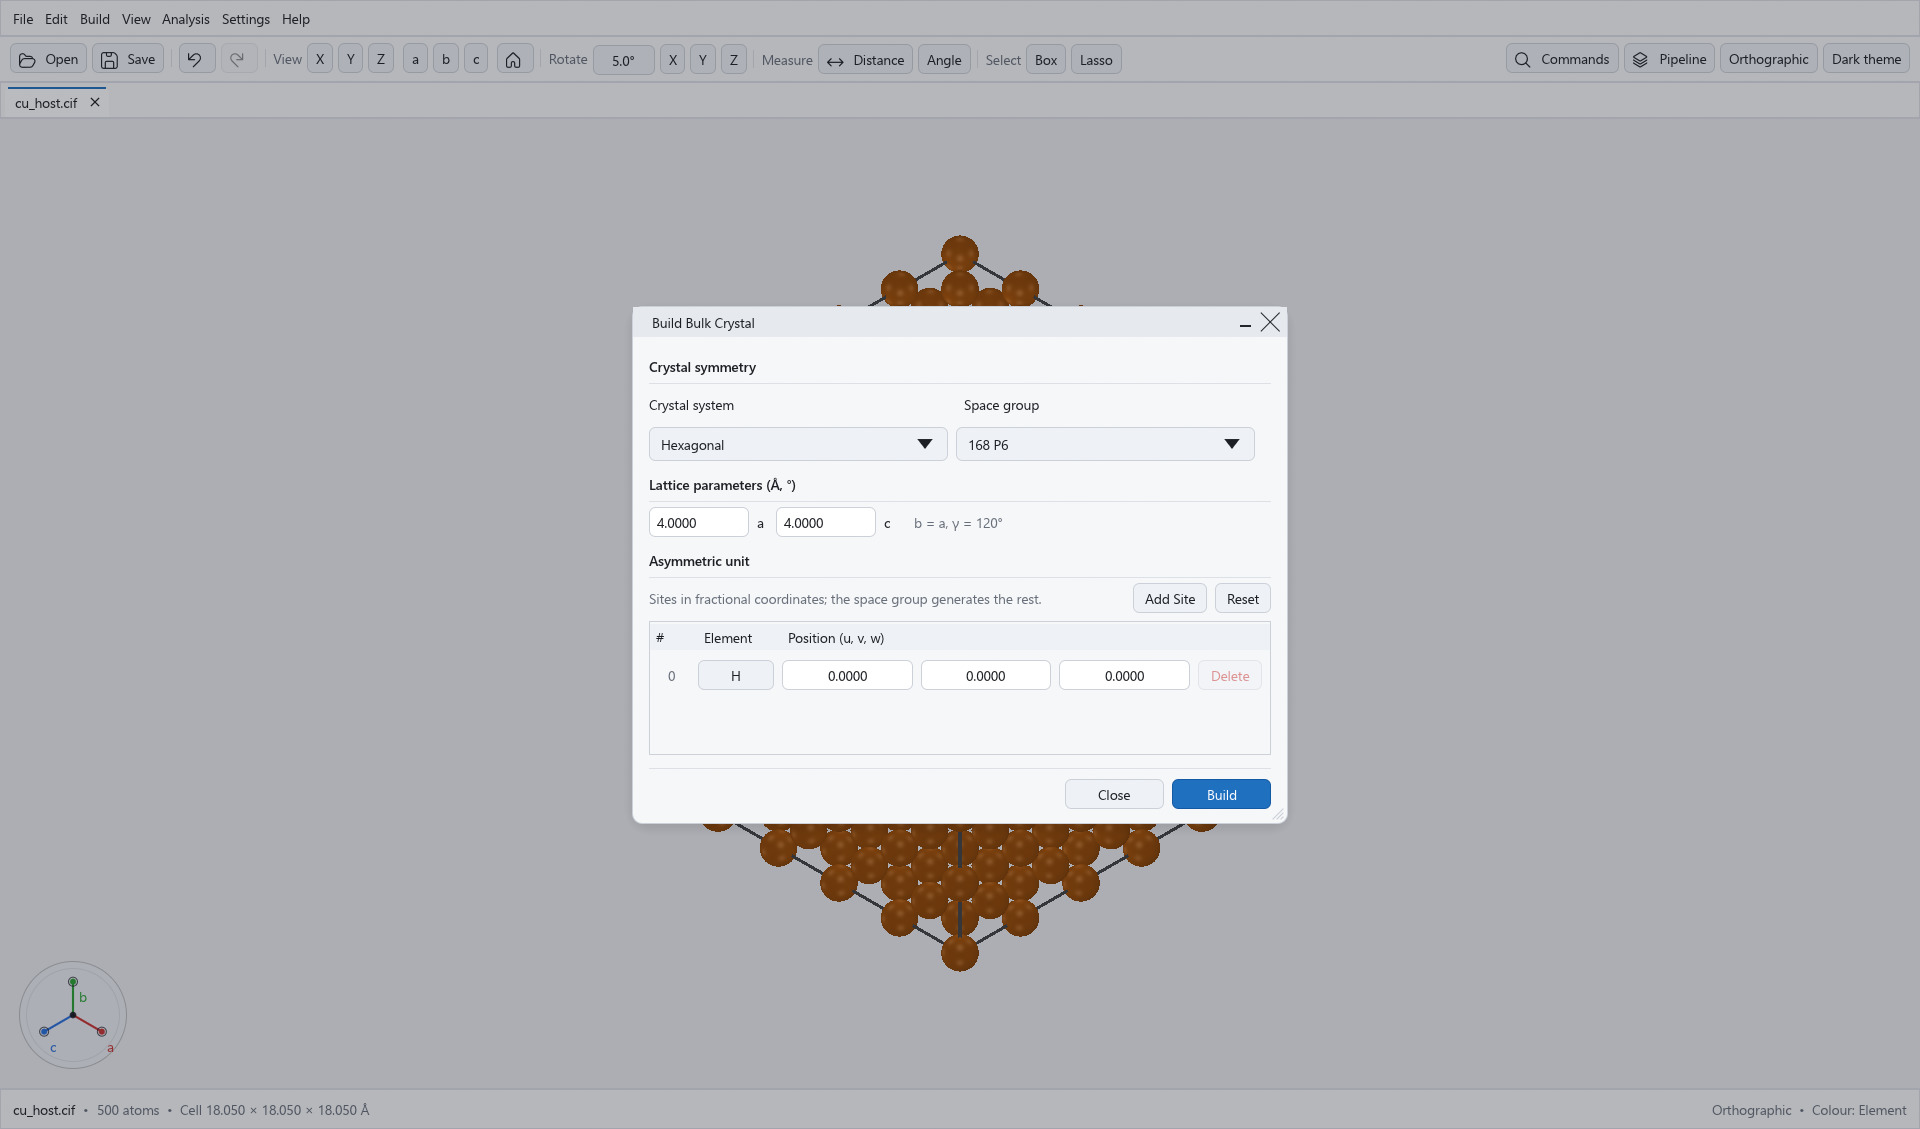 File Edit Build View Analysis Settings Help
Open Save View X Y Z a b c Rotate 5.0° X Y Z Measure Distance Angle Select Box Lasso Commands Pipeline Orthographic Dark theme
cu_host.cif
Build Bulk Crystal
Crystal symmetry
Crystal system Space group
Hexagonal 168 P6
Lattice parameters (Å, °)
4.0000 a 4.0000 c b = a, γ = 120°
Asymmetric unit
Sites in fractional coordinates; the space group generates the rest. Add Site Reset
# Element Position (u, v, w)
0 H 0.0000 0.0000 0.0000 Delete
Close Build
b
c a
cu_host.cif • 500 atoms • Cell 18.050 × 18.050 × 18.050 Å Orthographic • Colour: Element